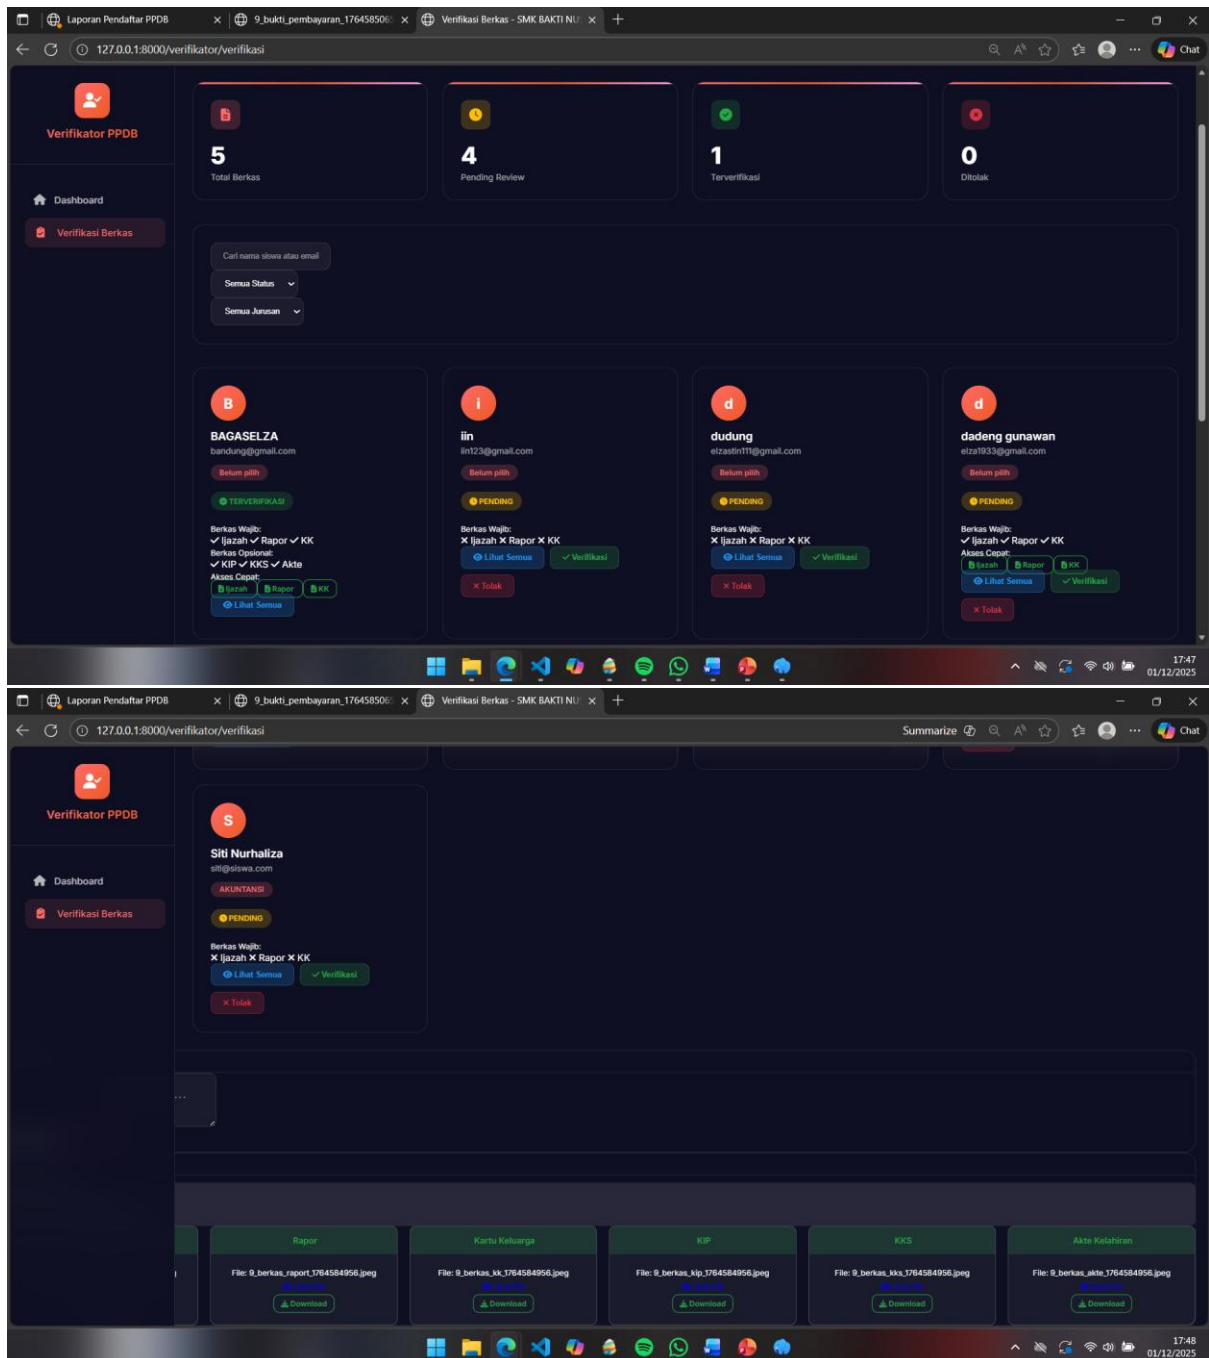 Laporan Pendaftar PPDB
9_bukti_pembayaran_176458506
Verifikasi Berkas - SMK BAKTI NU
127.0.0.1:8000/verifikator/verifikasi
Chat
Verifikator PPDB
Dashboard
Verifikasi Berkas
5
Total Berkas
4
Pending Review
1
Terverifikasi
0
Ditolak
Cari nama siswa atau email
Semua Status
Semua Jurusan
B
BAGASELZA
bandung@gmail.com
Belum pilih
TERVERIFIKASI
Berkas Wajib:
✓ Ijazah ✓ Rapor ✓ KK
Berkas Opsional:
✓ KIP ✓ KKS ✓ Akte
Akses Cepat:
Ijazah Rapor KK
Lihat Semua
i
iin
iin123@gmail.com
Belum pilih
PENDING
Berkas Wajib:
✕ Ijazah ✕ Rapor ✕ KK
Lihat Semua ✓ Verifikasi
✕ Tolak
d
dudung
elzastin111@gmail.com
Belum pilih
PENDING
Berkas Wajib:
✕ Ijazah ✕ Rapor ✕ KK
Lihat Semua ✓ Verifikasi
✕ Tolak
d
dadeng gunawan
elza1933@gmail.com
Belum pilih
PENDING
Berkas Wajib:
✓ Ijazah ✓ Rapor ✓ KK
Akses Cepat:
Ijazah Rapor KK
Lihat Semua ✓ Verifikasi
✕ Tolak
17:47
01/12/2025
Laporan Pendaftar PPDB
9_bukti_pembayaran_176458506
Verifikasi Berkas - SMK BAKTI NU
127.0.0.1:8000/verifikator/verifikasi
Summarize
Chat
Verifikator PPDB
Dashboard
Verifikasi Berkas
S
Siti Nurhaliza
siti@siswa.com
AKUNTANSI
PENDING
Berkas Wajib:
✕ Ijazah ✕ Rapor ✕ KK
Lihat Semua ✓ Verifikasi
✕ Tolak
...
Rapor
File: 9_berkas_raport_1764584956.jpeg
Download
Kartu Keluarga
File: 9_berkas_kk_1764584956.jpeg
Download
KIP
File: 9_berkas_kip_1764584956.jpeg
Download
KKS
File: 9_berkas_kks_1764584956.jpeg
Download
Akte Kelahiran
File: 9_berkas_akte_1764584956.jpeg
Download
17:48
01/12/2025